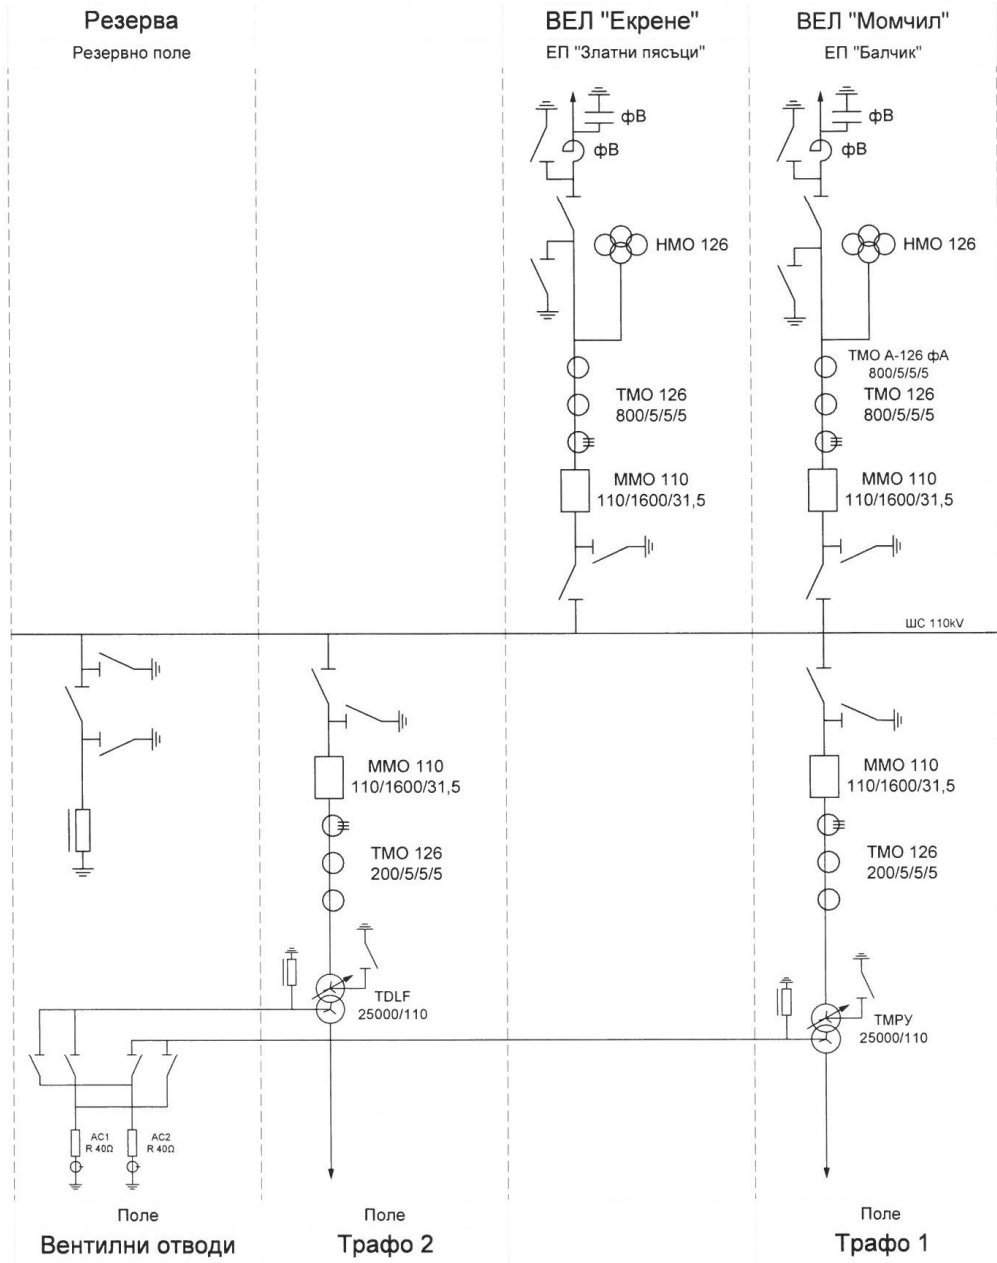 Резерва
Резервно поле
ВЕЛ "Екрене"
ЕП "Златни пясъци"
ВЕЛ "Момчил"
ЕП "Балчик"
фВ
фВ
фВ
фВ
НМО 126
НМО 126
ТМО А-126 фА
800/5/5/5
ТМО 126
800/5/5/5
ТМО 126
800/5/5/5
ММО 110
110/1600/31,5
ММО 110
110/1600/31,5
ШС 110kV
ММО 110
110/1600/31,5
ММО 110
110/1600/31,5
ТМО 126
200/5/5/5
ТМО 126
200/5/5/5
TDLF
25000/110
ТМРУ
25000/110
АС1
R 40Ω
АС2
R 40Ω
Поле
Вентилни отводи
Поле
Трафо 2
Поле
Трафо 1